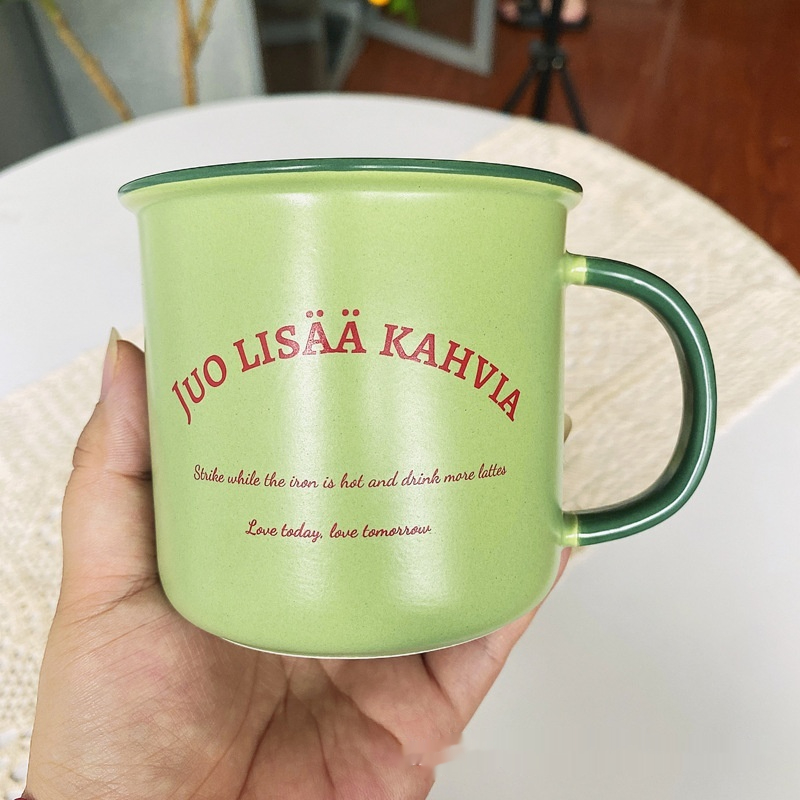 JUO LISÄÄ KAHVIA
Strike while the iron is hot and drink more lattes
Love today, love tomorrow